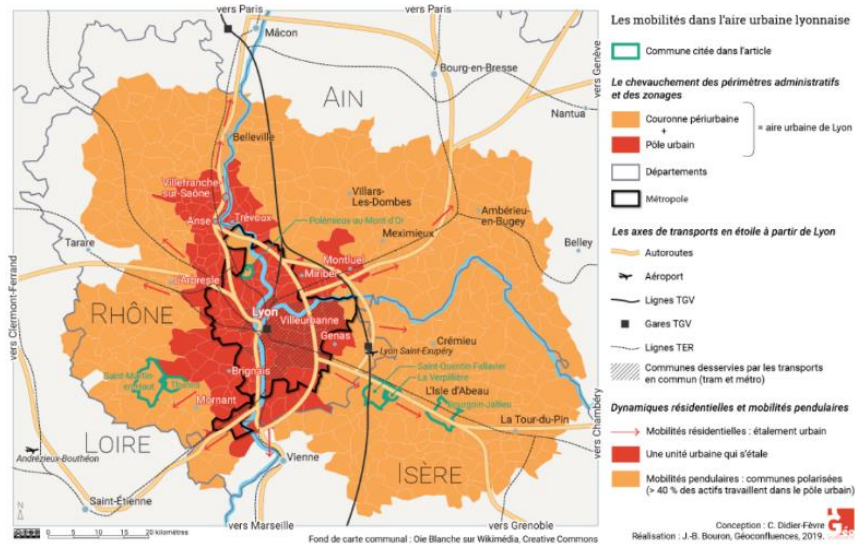 vers Paris
vers Paris
Mâcon
Bourg-en-Bresse
vers Genève
AIN
Nantua
Belleville
Villefranche-
sur-Saône
Villars-
Les-Dombes
Anse
Trévoux
Polémieux-au-Mont-d'Or
Ambérieu-
en-Bugey
Meximieux
Tarare
Belley
Montluel
Miribel
L'Arbresle
vers Clermont-Ferrand
RHÔNE
Lyon
Villeurbanne
Genas
Crémieu
Lyon Saint-Exupéry
Saint-Martin-
en-Haut
Thurins
Brignais
Saint-Quentin-Fallavier
La Verpillière
L'Isle d'Abeau
Bourgoin-Jallieu
Mornant
La Tour-du-Pin
vers Chambéry
LOIRE
Andrézieux-Bouthéon
Vienne
ISÈRE
Saint-Étienne
N
0 5 10 20 kilomètres
vers Marseille
vers Grenoble
Fond de carte communal : Oie Blanche sur Wikimédia, Creative Commons
Les mobilités dans l'aire urbaine lyonnaise
Commune citée dans l'article
Le chevauchement des périmètres administratifs
et des zonages
Couronne périurbaine
+
Pôle urbain
= aire urbaine de Lyon
Départements
Métropole
Les axes de transports en étoile à partir de Lyon
Autoroutes
Aéroport
Lignes TGV
Gares TGV
Lignes TER
Communes desservies par les transports
en commun (tram et métro)
Dynamiques résidentielles et mobilités pendulaires
Mobilités résidentielles : étalement urbain
Une unité urbaine qui s'étale
Mobilités pendulaires : communes polarisées
(> 40 % des actifs travaillent dans le pôle urbain)
Conception : C. Didier-Fèvre
Réalisation : J.-B. Bouron, Géoconfluences, 2019.